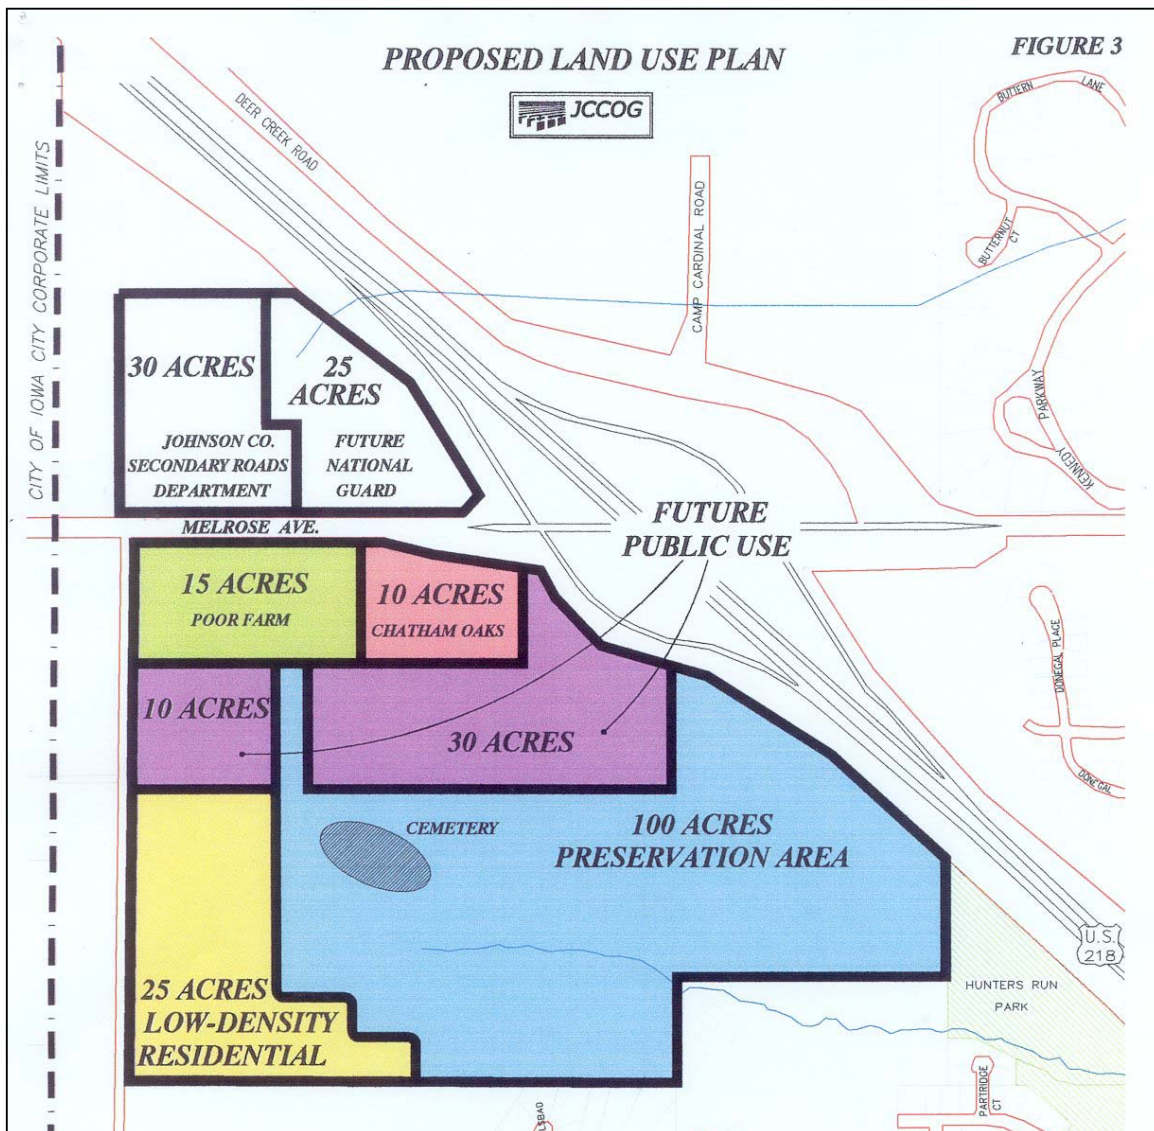 PROPOSED LAND USE PLAN
FIGURE 3
JCCOG
CITY OF IOWA CITY CORPORATE LIMITS
DEER CREEK ROAD
CAMP CARDINAL ROAD
BUTTERN
LANE
BUTTERNUT
CT
KENNEDY
PARKWAY
30 ACRES
JOHNSON CO.
SECONDARY ROADS
DEPARTMENT
25
ACRES
FUTURE
NATIONAL
GUARD
MELROSE AVE.
FUTURE
PUBLIC USE
15 ACRES
POOR FARM
10 ACRES
CHATHAM OAKS
10 ACRES
30 ACRES
DONEGAL PLACE
DONEGAL
CEMETERY
100 ACRES
PRESERVATION AREA
25 ACRES
LOW-DENSITY
RESIDENTIAL
U.S.
218
HUNTERS RUN
PARK
PARTRIDGE
CT
LSBAD